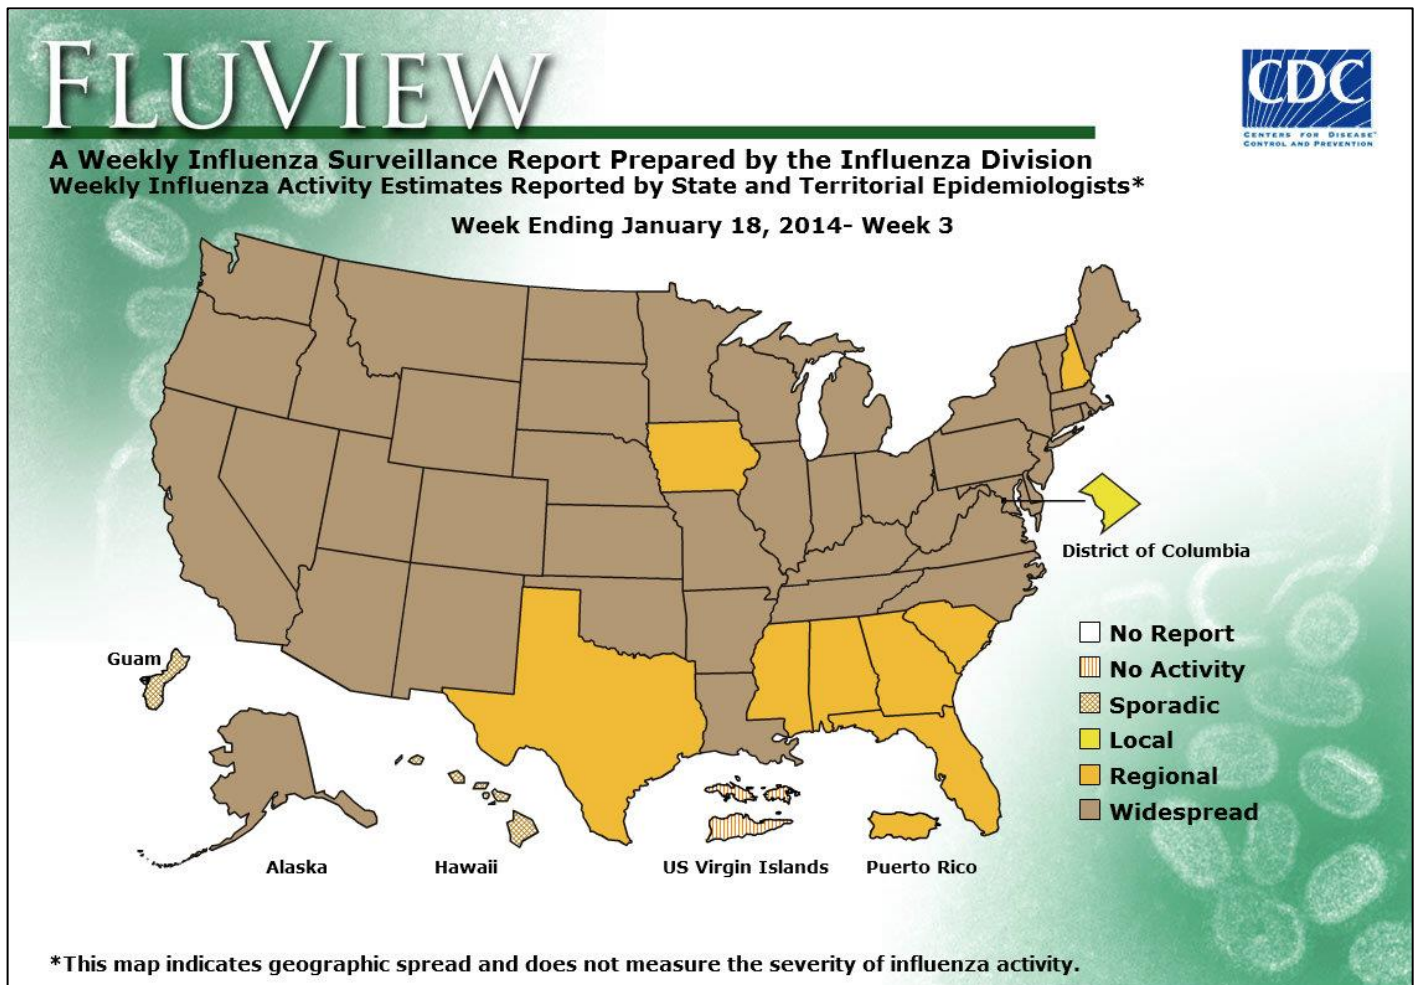 FLUVIEW
CDC
CENTERS FOR DISEASE™
CONTROL AND PREVENTION
A Weekly Influenza Surveillance Report Prepared by the Influenza Division
Weekly Influenza Activity Estimates Reported by State and Territorial Epidemiologists*
Week Ending January 18, 2014- Week 3
District of Columbia
No Report
No Activity
Sporadic
Local
Regional
Widespread
Guam
Alaska
Hawaii
US Virgin Islands
Puerto Rico
*This map indicates geographic spread and does not measure the severity of influenza activity.